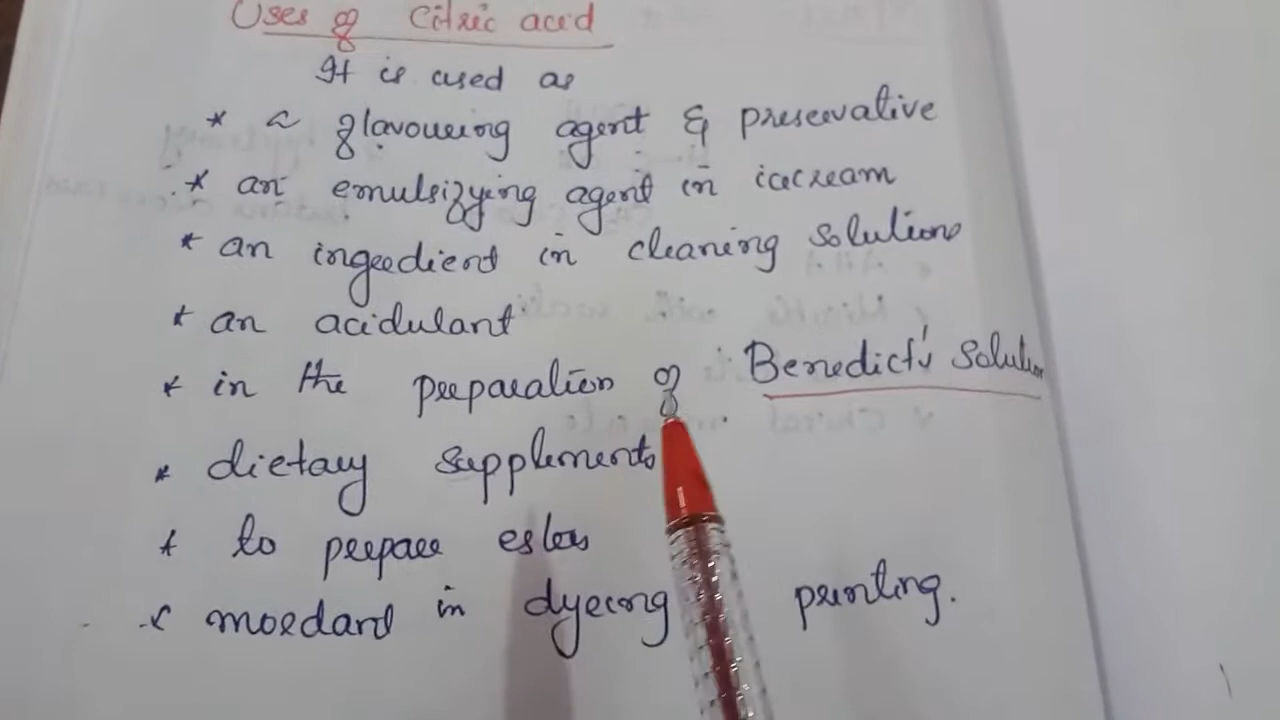 Uses of Citric acid
It is used as
* a flavouring agent & preservative
* an emulsifying agent in icecream
* an ingredient in cleaning solutions
* an acidulant
* in the preparation of Benedict's solution
* dietary supplements
* to prepare esters
* mordant in dyeing printing.